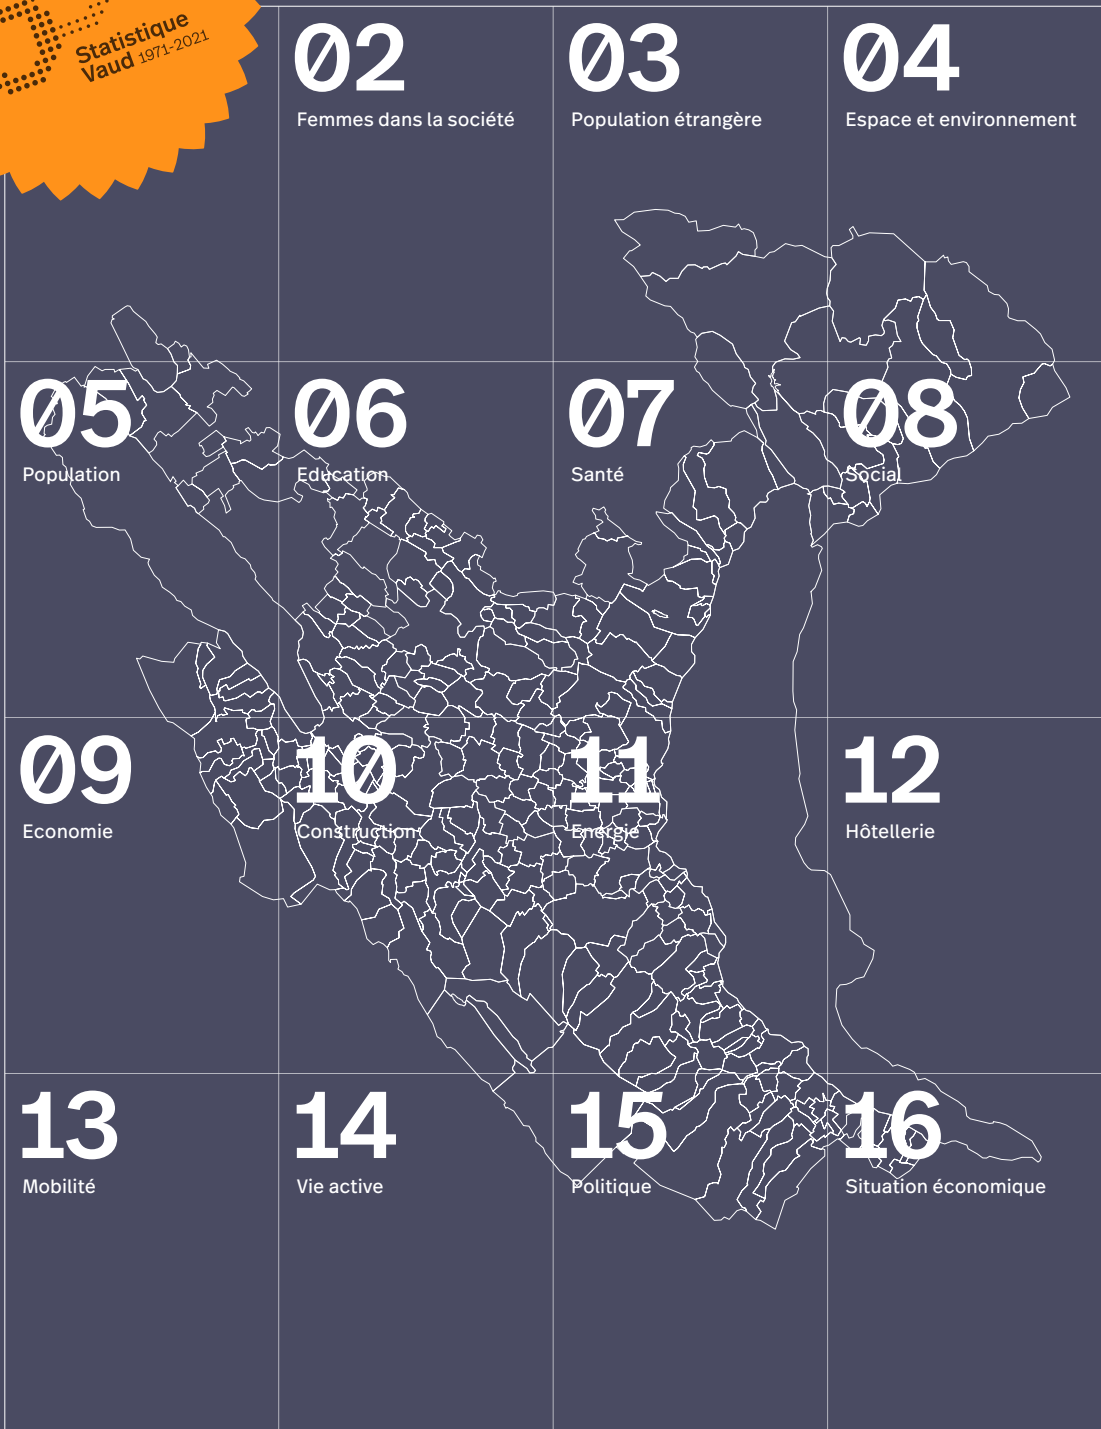 Statistique
Vaud 1971-2021
02
Femmes dans la société
03
Population étrangère
04
Espace et environnement
05
Population
06
Education
07
Santé
08
Social
09
Economie
10
Construction
11
Energie
12
Hôtellerie
13
Mobilité
14
Vie active
15
Politique
16
Situation économique